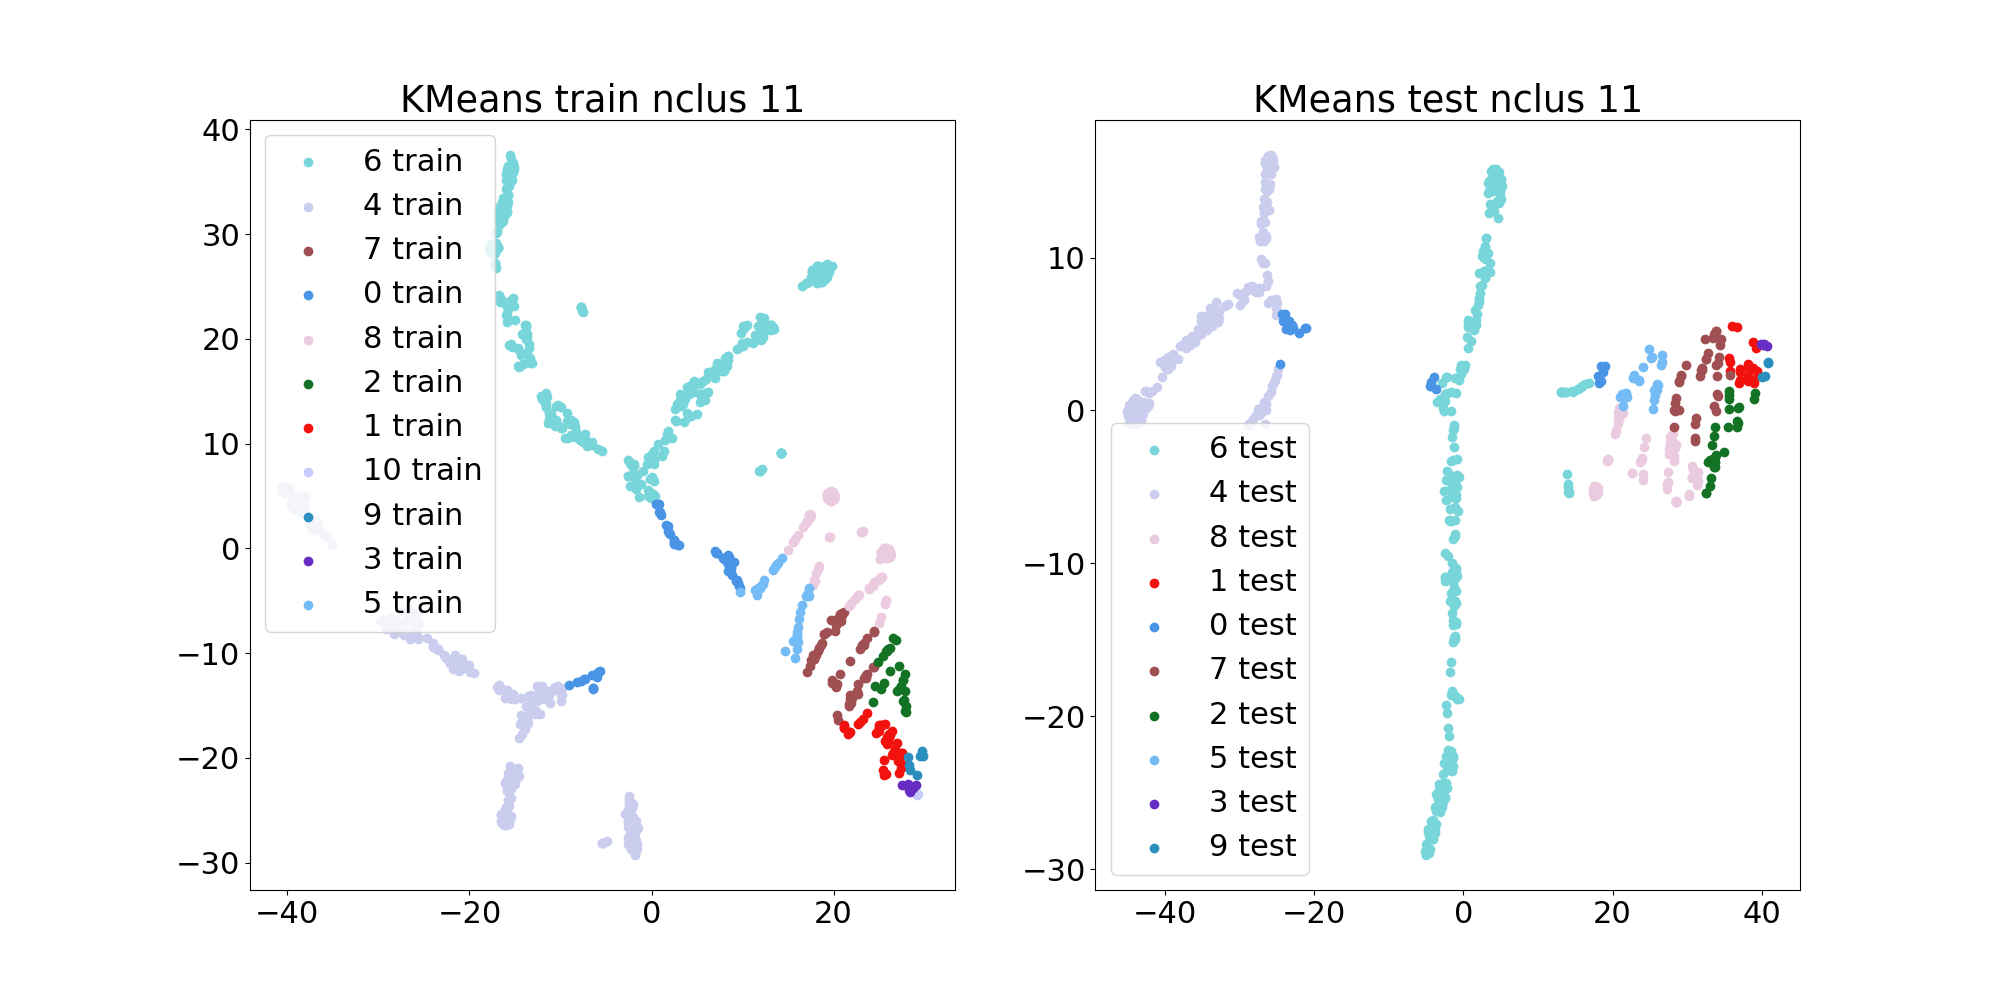 KMeans train nclus 11
40
30
20
10
0
−10
−20
−30
−40
−20
0
20
6 train
4 train
7 train
0 train
8 train
2 train
1 train
10 train
9 train
3 train
5 train
KMeans test nclus 11
10
0
−10
−20
−30
−40
−20
0
20
40
6 test
4 test
8 test
1 test
0 test
7 test
2 test
5 test
3 test
9 test